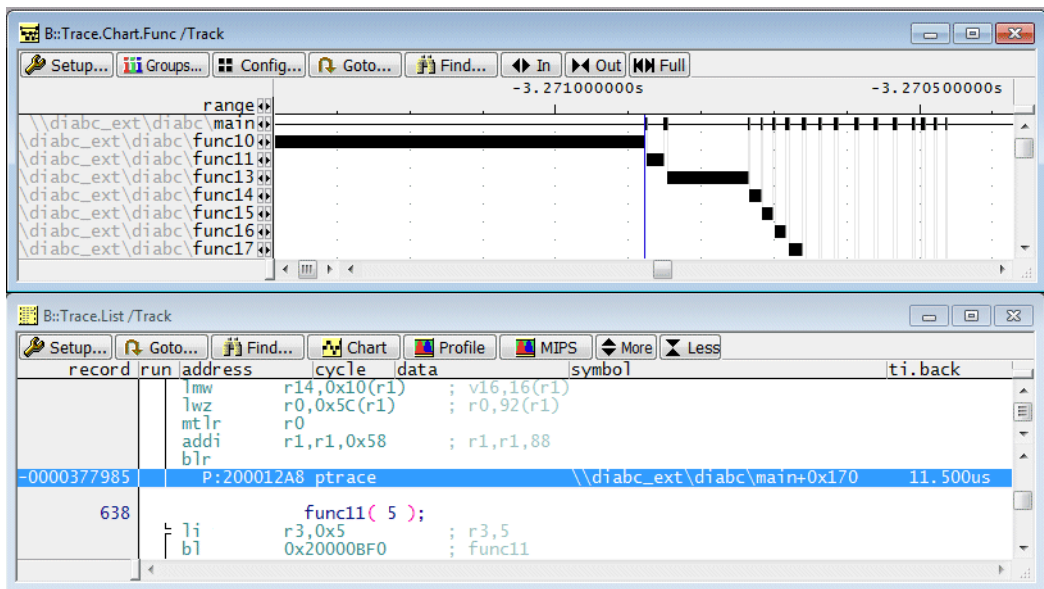 B::Trace.Chart.Func /Track
Setup... Groups... Config... Goto... Find... In Out Full
-3.271000000s -3.270500000s
range
\\diabc_ext\diabc\main
\diabc_ext\diabc\func10
\diabc_ext\diabc\func11
\diabc_ext\diabc\func13
\diabc_ext\diabc\func14
\diabc_ext\diabc\func15
\diabc_ext\diabc\func16
\diabc_ext\diabc\func17
B::Trace.List /Track
Setup... Goto... Find... Chart Profile MIPS More Less
record run address cycle data symbol ti.back
lmw r14,0x10(r1) ; v16,16(r1)
lwz r0,0x5C(r1) ; r0,92(r1)
mtlr r0
addi r1,r1,0x58 ; r1,r1,88
blr
-0000377985 P:200012A8 ptrace \\diabc_ext\diabc\main+0x170 11.500us
638 func11( 5 );
li r3,0x5 ; r3,5
bl 0x20000BF0 ; func11